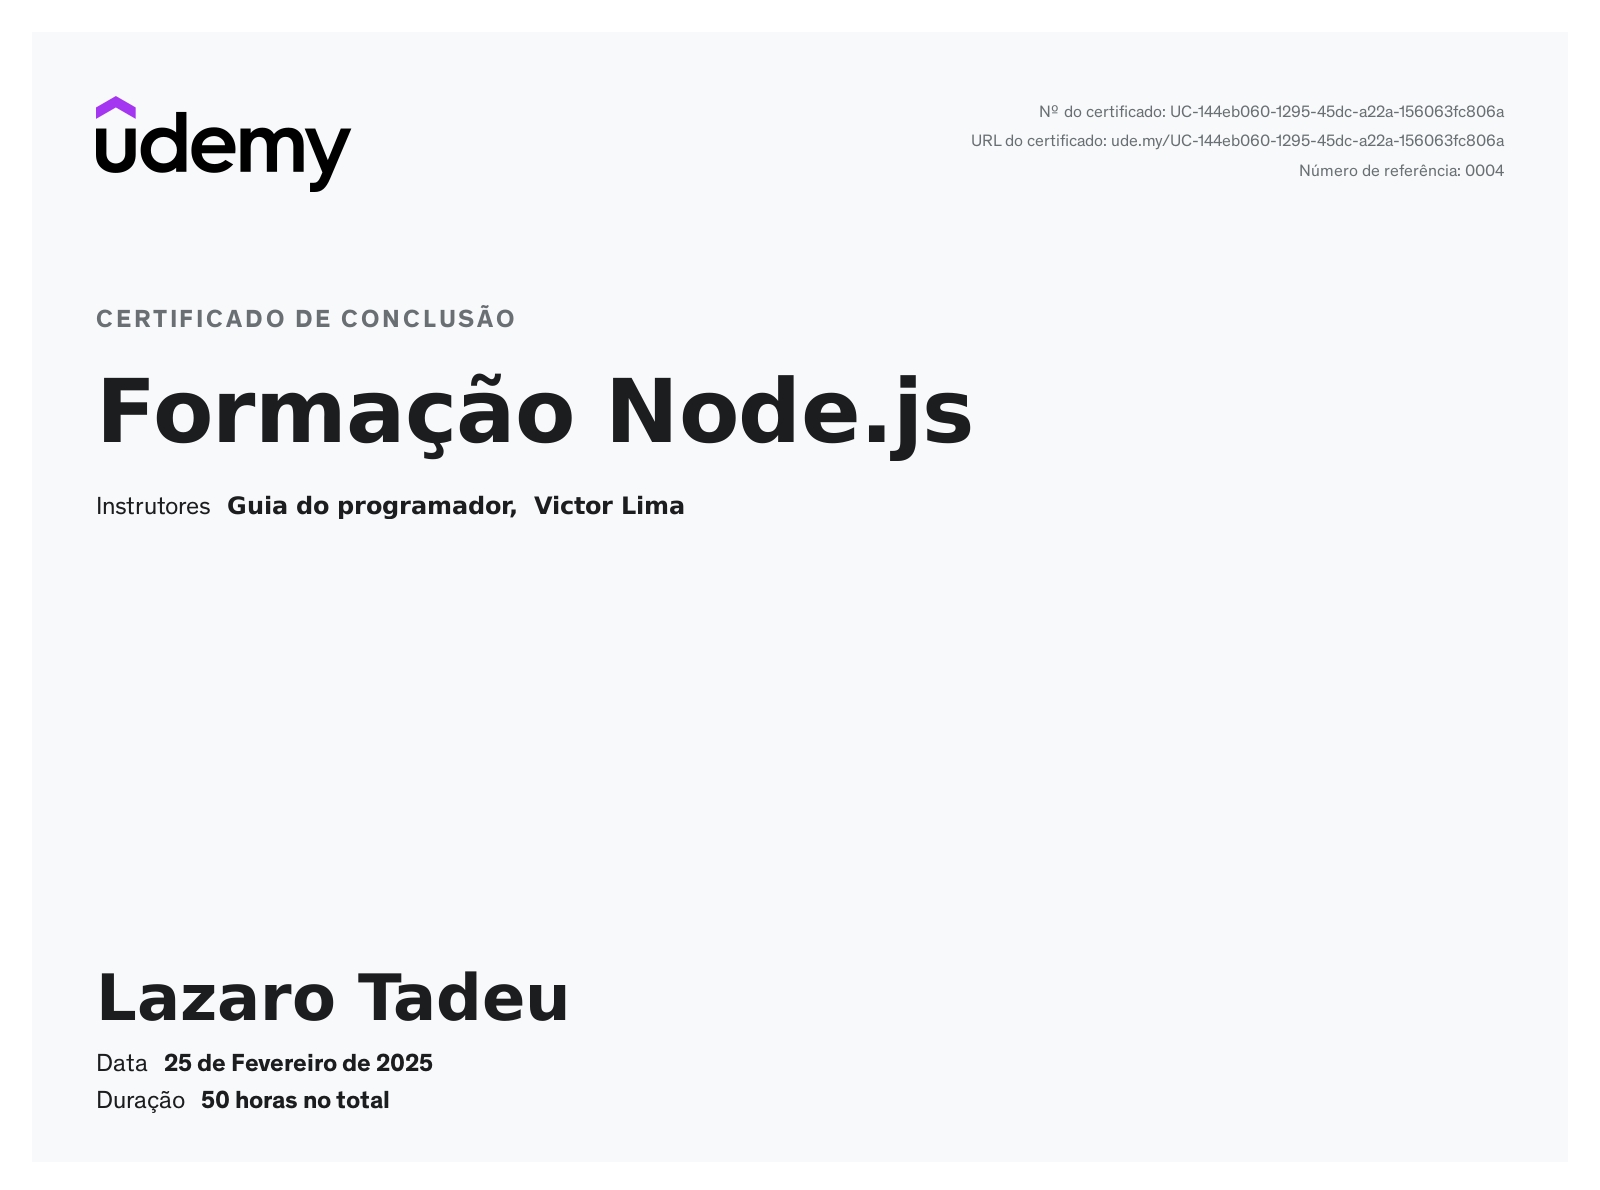 udemy
Nº do certificado: UC-144eb060-1295-45dc-a22a-156063fc806a
URL do certificado: ude.my/UC-144eb060-1295-45dc-a22a-156063fc806a
Número de referência: 0004
CERTIFICADO DE CONCLUSÃO
Formação Node.js
Instrutores Guia do programador, Victor Lima
Lazaro Tadeu
Data 25 de Fevereiro de 2025
Duração 50 horas no total